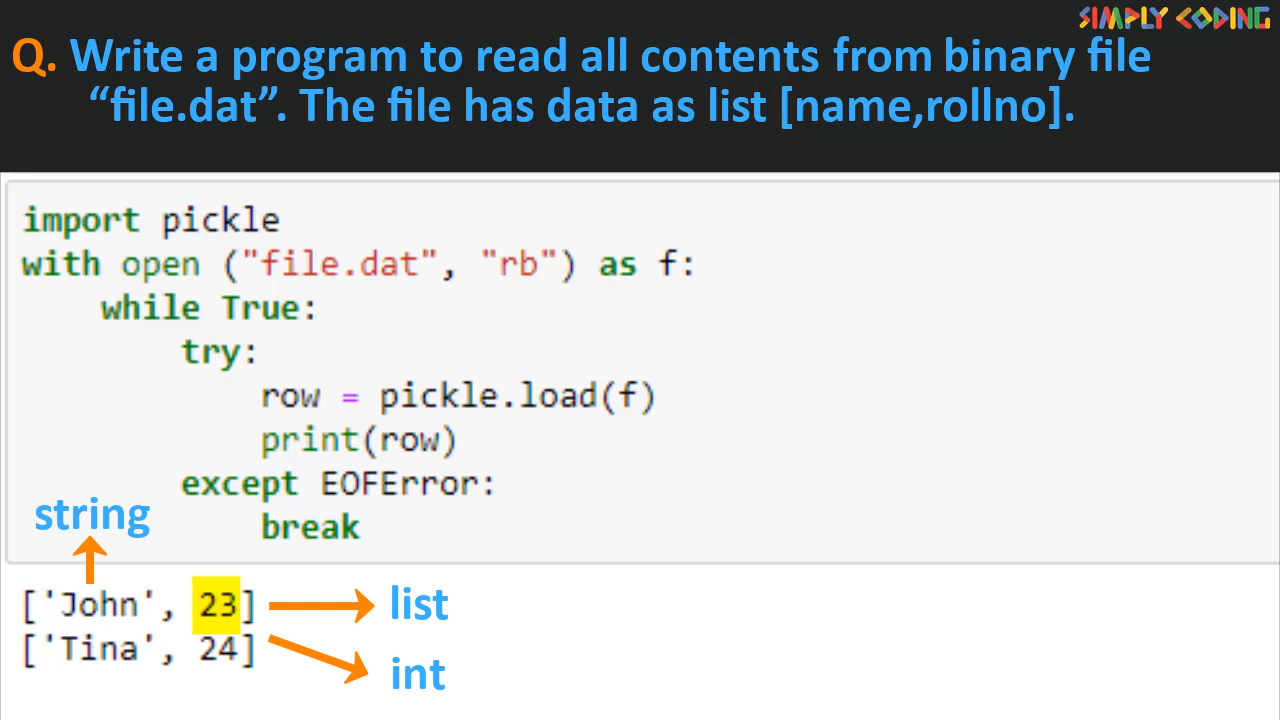 SIMPLY CODING
Q. Write a program to read all contents from binary file
“file.dat”. The file has data as list [name,rollno].
import pickle
with open ("file.dat", "rb") as f:
    while True:
        try:
            row = pickle.load(f)
            print(row)
        except EOFError:
            break
string
['John', 23]
list
['Tina', 24]
int